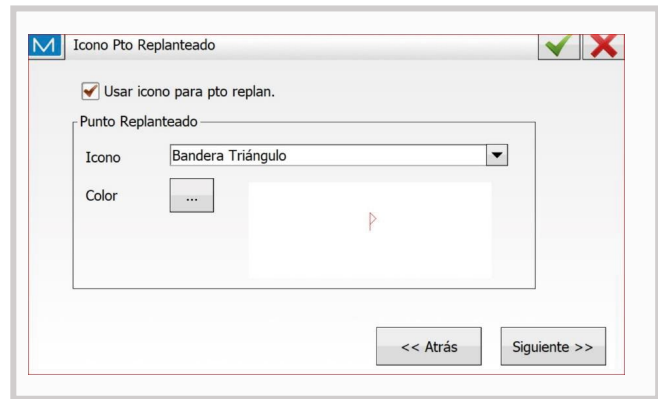 M Icono Pto Replanteado
Usar icono para pto replan.
Punto Replanteado
Icono Bandera Triángulo
Color ...
<< Atrás Siguiente >>